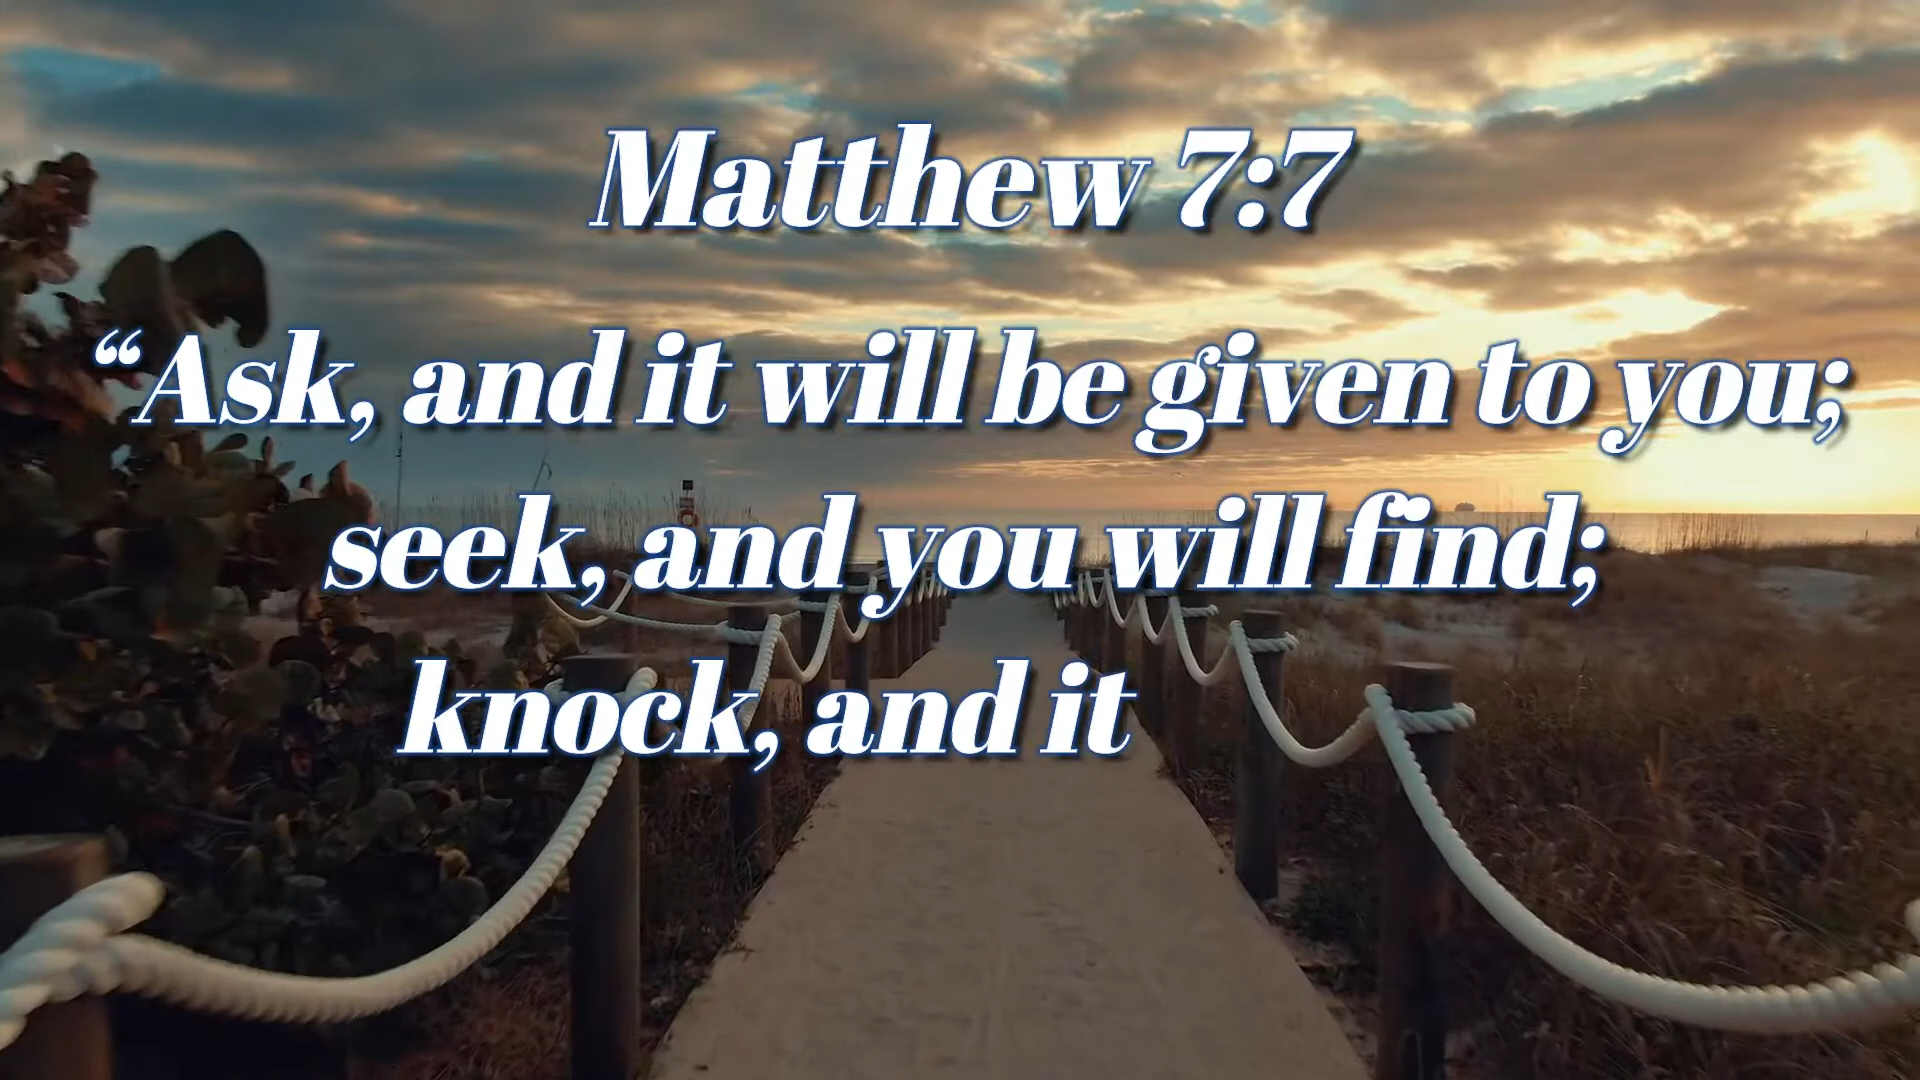 Matthew 7:7
“Ask, and it will be given to you;
seek, and you will find;
knock, and it